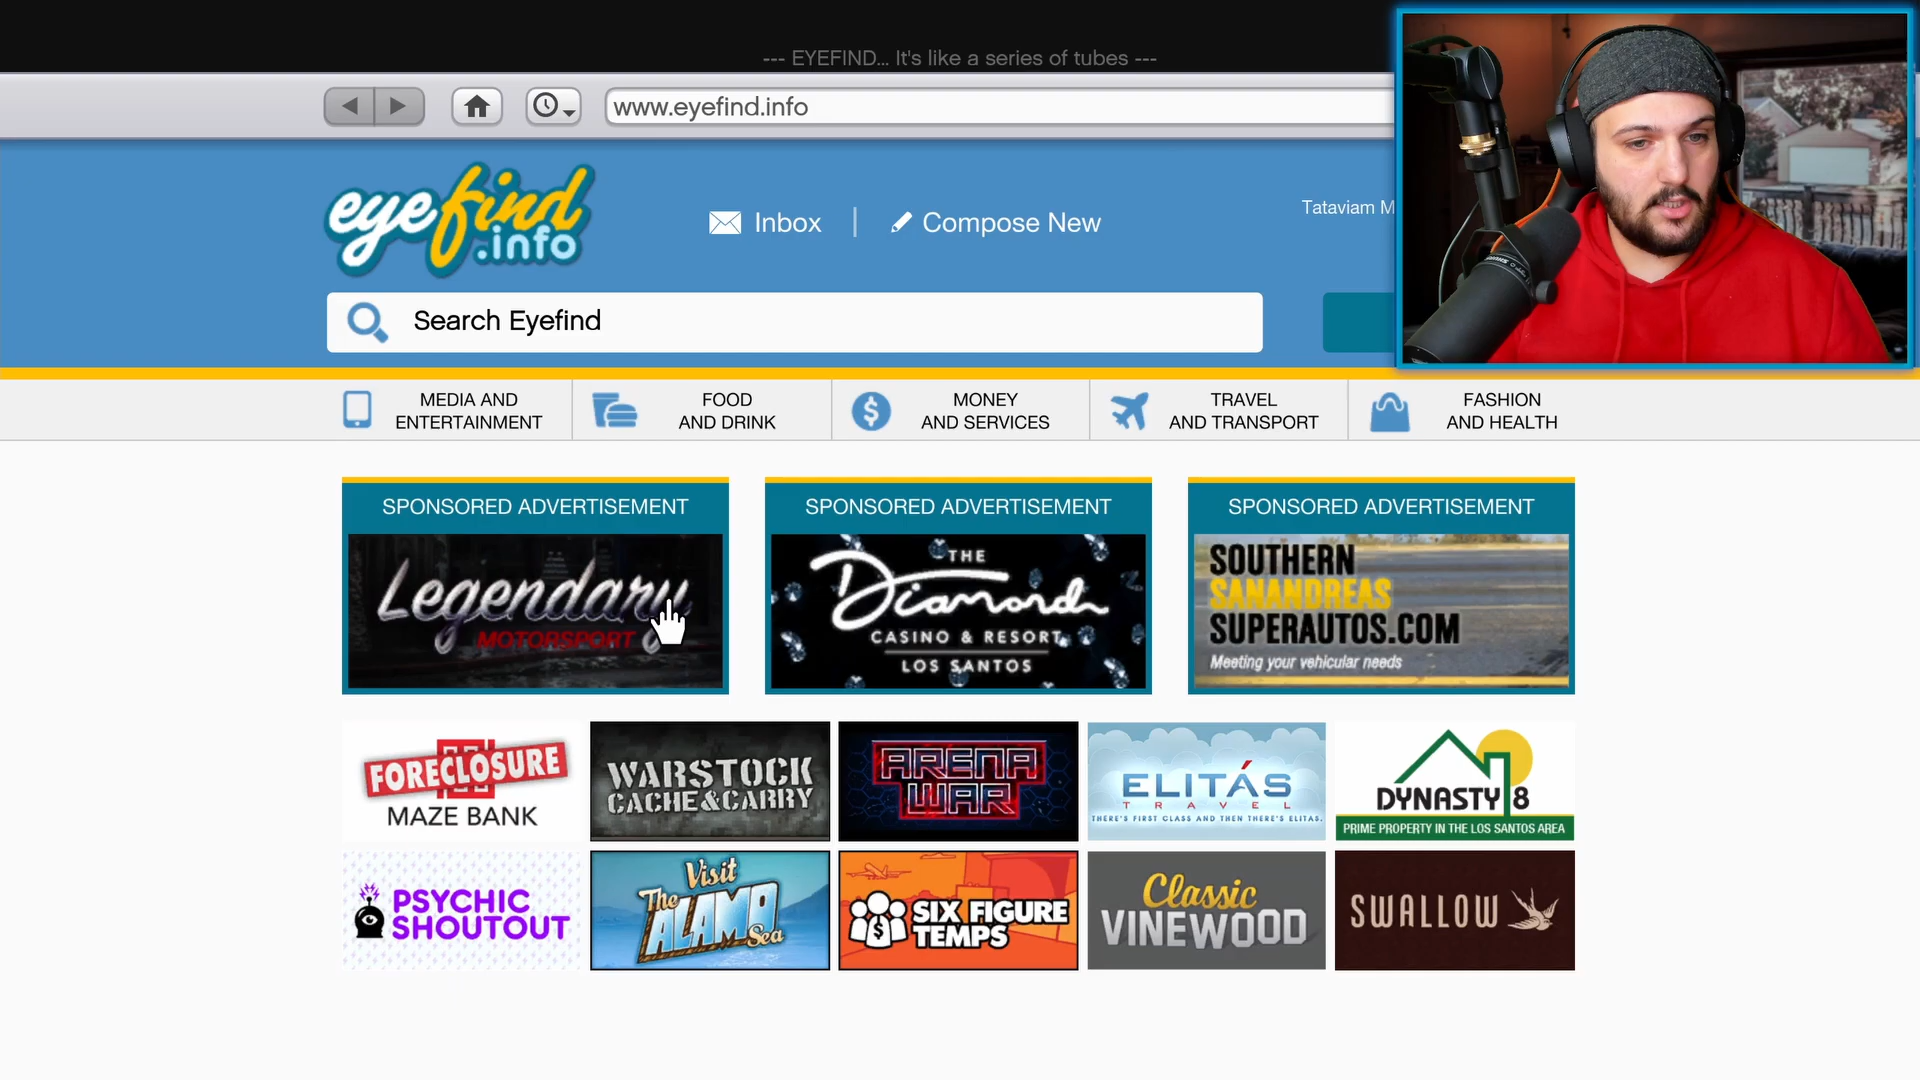 --- EYEFIND... It's like a series of tubes ---
www.eyefind.info
eyefind
.info
Inbox
Compose New
Tataviam M
Search Eyefind
MEDIA AND
ENTERTAINMENT
FOOD
AND DRINK
MONEY
AND SERVICES
TRAVEL
AND TRANSPORT
FASHION
AND HEALTH
SPONSORED ADVERTISEMENT
Legendary
MOTORSPORT
SPONSORED ADVERTISEMENT
THE
Diamond
CASINO & RESORT
LOS SANTOS
SPONSORED ADVERTISEMENT
SOUTHERN
SANANDREAS
SUPERAUTOS.COM
Meeting your vehicular needs
FORECLOSURE
MAZE BANK
WARSTOCK
CACHE&CARRY
ARENA
WAR
ELITÁS
TRAVEL
THERE'S FIRST CLASS AND THEN THERE'S ELITAS.
DYNASTY 8
PRIME PROPERTY IN THE LOS SANTOS AREA
PSYCHIC
SHOUTOUT
Visit
The
ALAMO
Sea
SIX FIGURE
TEMPS
Classic
VINEWOOD
SWALLOW